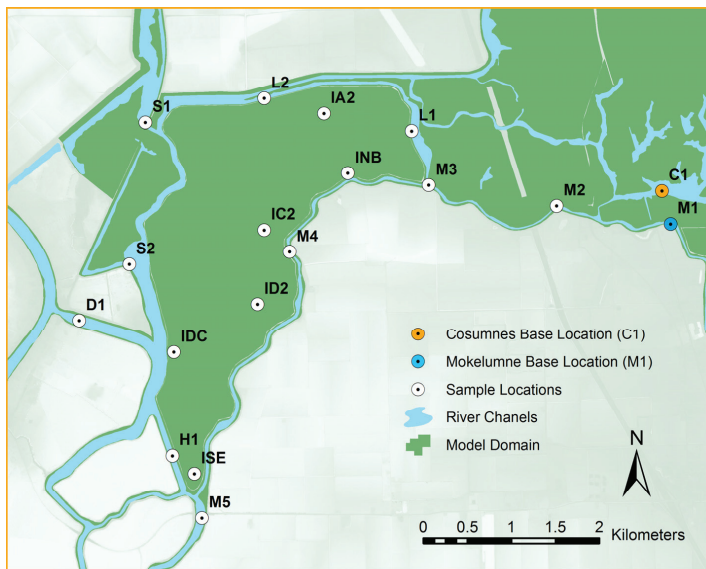 L2
IA2
S1
L1
INB
M3
C1
M2
M1
IC2
M4
S2
ID2
D1
IDC
Cosumnes Base Location (C1)
Mokelumne Base Location (M1)
Sample Locations
River Chanels
Model Domain
N
H1
ISE
M5
0 0.5 1 1.5 2 Kilometers